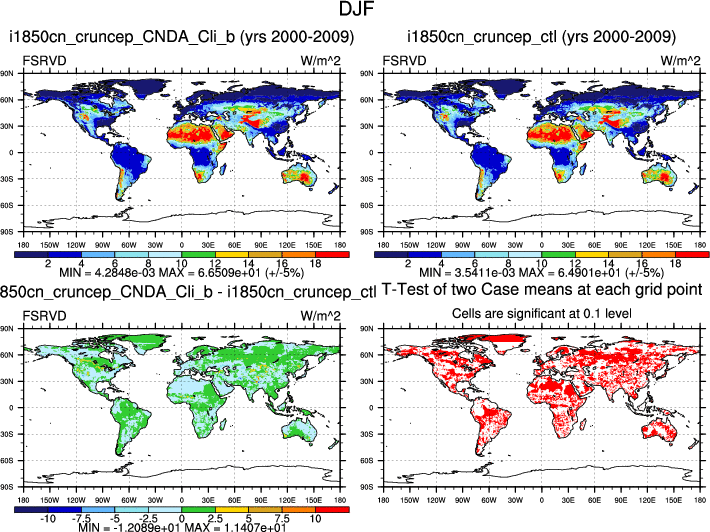 DJF
i1850cn_cruncep_CNDA_Cli_b (yrs 2000-2009)
FSRVD W/m^2
90N
60N
30N
0
30S
60S
90S
180 150W 120W 90W 60W 30W 0 30E 60E 90E 120E 150E 180
2 4 6 8 10 12 14 16 18
MIN = 4.2848e-03 MAX = 6.6509e+01 (+/-5%)
i1850cn_cruncep_ctl (yrs 2000-2009)
FSRVD W/m^2
90N
60N
30N
0
30S
60S
90S
180 150W 120W 90W 60W 30W 0 30E 60E 90E 120E 150E 180
2 4 6 8 10 12 14 16 18
MIN = 3.5411e-03 MAX = 6.4901e+01 (+/-5%)
850cn_cruncep_CNDA_Cli_b - i1850cn_cruncep_ctl
FSRVD W/m^2
90N
60N
30N
0
30S
60S
90S
180 150W 120W 90W 60W 30W 0 30E 60E 90E 120E 150E 180
-10 -7.5 -5 -2.5 0 2.5 5 7.5 10
MIN = -1.2089e+01 MAX = 1.1407e+01
T-Test of two Case means at each grid point
Cells are significant at 0.1 level
90N
60N
30N
0
30S
60S
90S
180 150W 120W 90W 60W 30W 0 30E 60E 90E 120E 150E 180